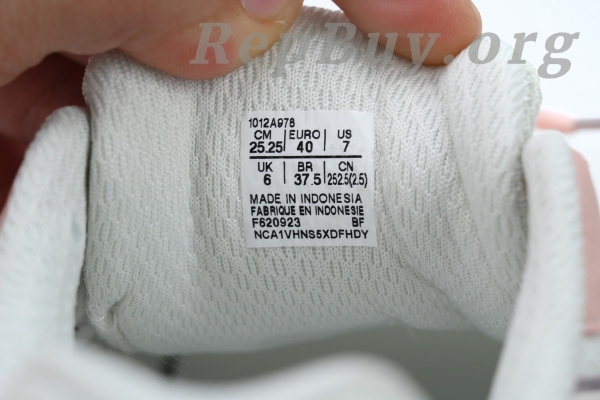 RepBuy.org
1012A978
CM EURO US
25.25 40 7
UK BR CN
6 37.5 252.5(2.5)
MADE IN INDONESIA
FABRIQUE EN INDONESIE
F620923 BF
NCA1VHNS5XDFHDY